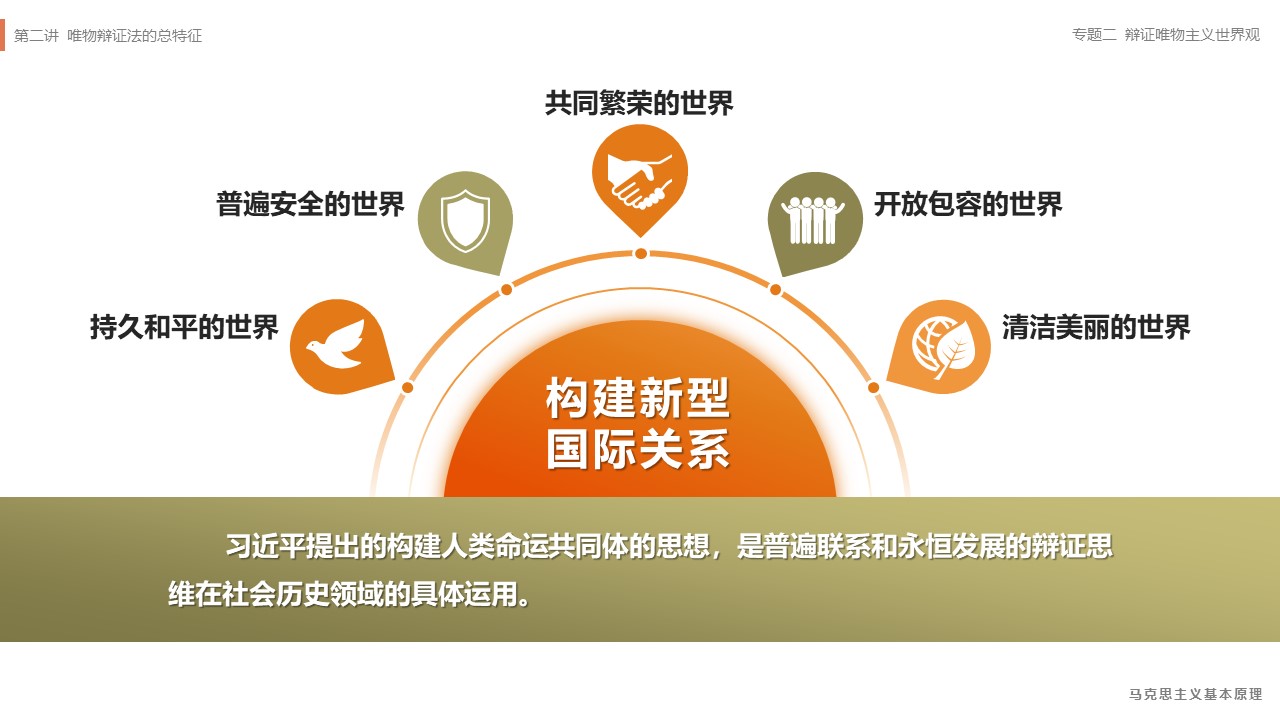 第二讲 唯物辩证法的总特征
专题二 辩证唯物主义世界观
共同繁荣的世界
普遍安全的世界
开放包容的世界
持久和平的世界
清洁美丽的世界
构建新型
国际关系
习近平提出的构建人类命运共同体的思想，是普遍联系和永恒发展的辩证思
维在社会历史领域的具体运用。
马克思主义基本原理